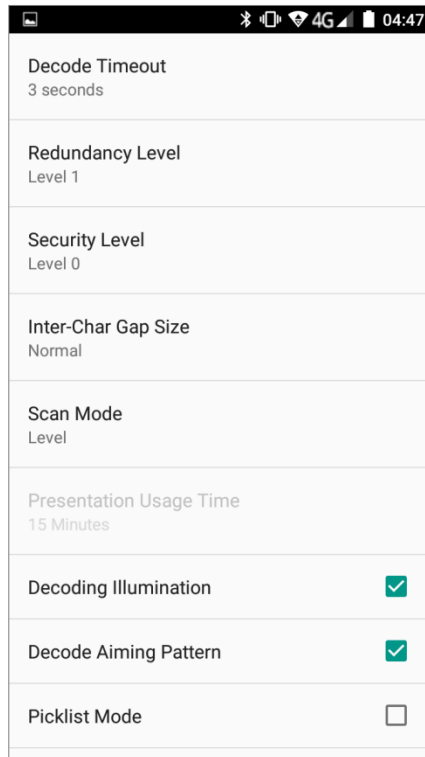 4G 04:47
Decode Timeout
3 seconds
Redundancy Level
Level 1
Security Level
Level 0
Inter-Char Gap Size
Normal
Scan Mode
Level
Presentation Usage Time
15 Minutes
Decoding Illumination
Decode Aiming Pattern
Picklist Mode